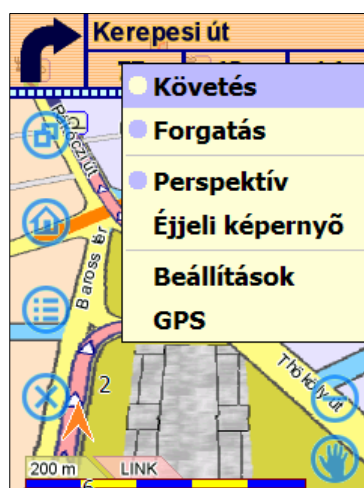 Kerepesi út
Követés
Forgatás
Perspektív
Éjjeli képernyõ
Beállítások
GPS
Rákóczi út
Baross tér
Thököly út
2
200 m
LINK